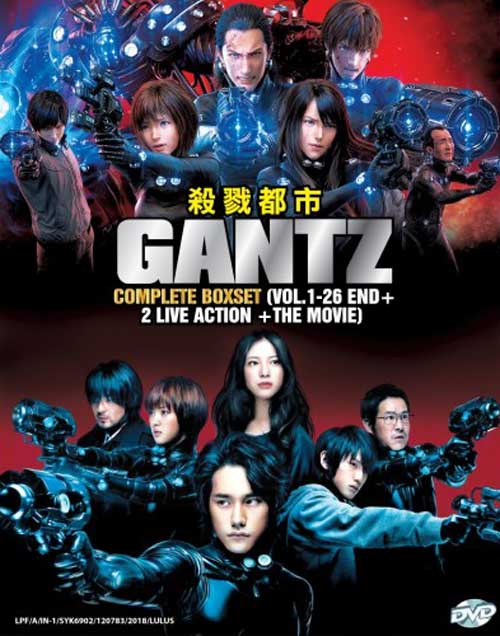 殺戮都市
GANTZ
COMPLETE BOXSET (VOL.1-26 END+
2 LIVE ACTION +THE MOVIE)
LPF/A/IN-1/SYK6902/120783/2018/LULUS
DVD